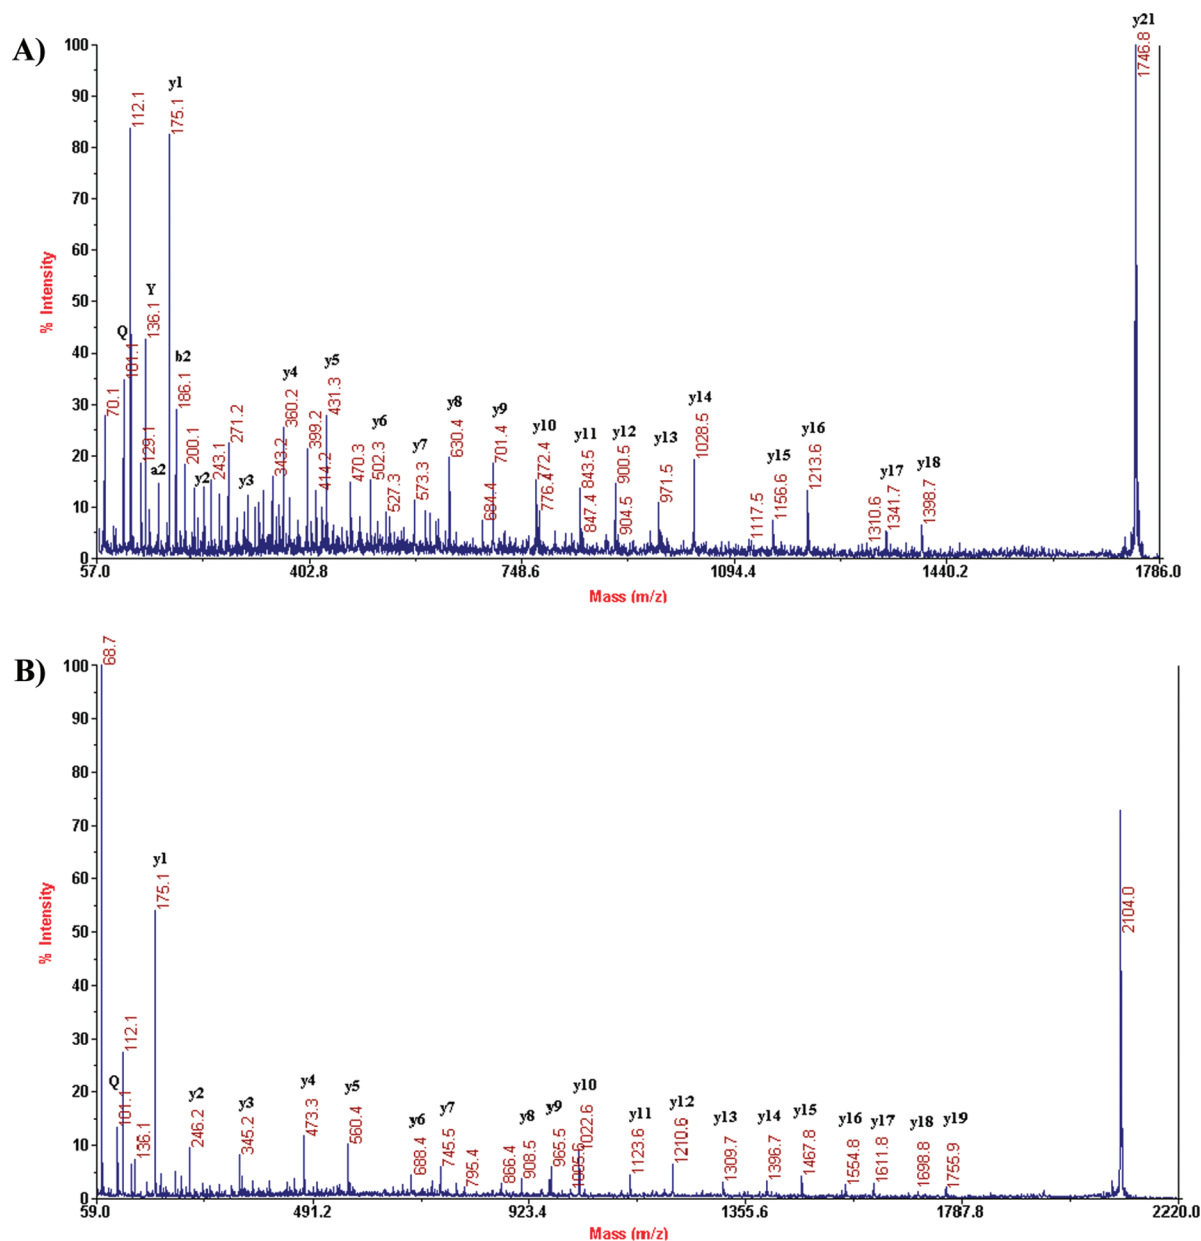 A)
% Intensity
100
90
80
70
60
50
40
30
20
10
0
57.0
402.8
748.6
1094.4
1440.2
1786.0
Mass (m/z)
70.1
Q
101.1
112.1
129.1
Y
136.1
a2
y1
175.1
b2
186.1
200.1
y2
243.1
271.2
y3
343.2
y4
360.2
399.2
414.2
y5
431.3
470.3
y6
502.3
527.3
y7
573.3
y8
630.4
684.4
y9
701.4
y10
772.4
776.4
y11
843.5
847.4
y12
900.5
904.5
y13
971.5
y14
1028.5
1117.5
y15
1156.6
y16
1213.6
1310.6
y17
1341.7
y18
1398.7
y21
1746.8
B)
% Intensity
100
90
80
70
60
50
40
30
20
10
0
59.0
491.2
923.4
1355.6
1787.8
2220.0
Mass (m/z)
68.7
Q
101.1
112.1
136.1
y1
175.1
y2
246.2
y3
345.2
y4
473.3
y5
560.4
y6
688.4
y7
745.5
795.4
866.4
y8
908.5
y9
965.5
1005.6
y10
1022.6
y11
1123.6
y12
1210.6
y13
1309.7
y14
1396.7
y15
1467.8
y16
1554.8
y17
1611.8
y18
1698.8
y19
1755.9
2104.0